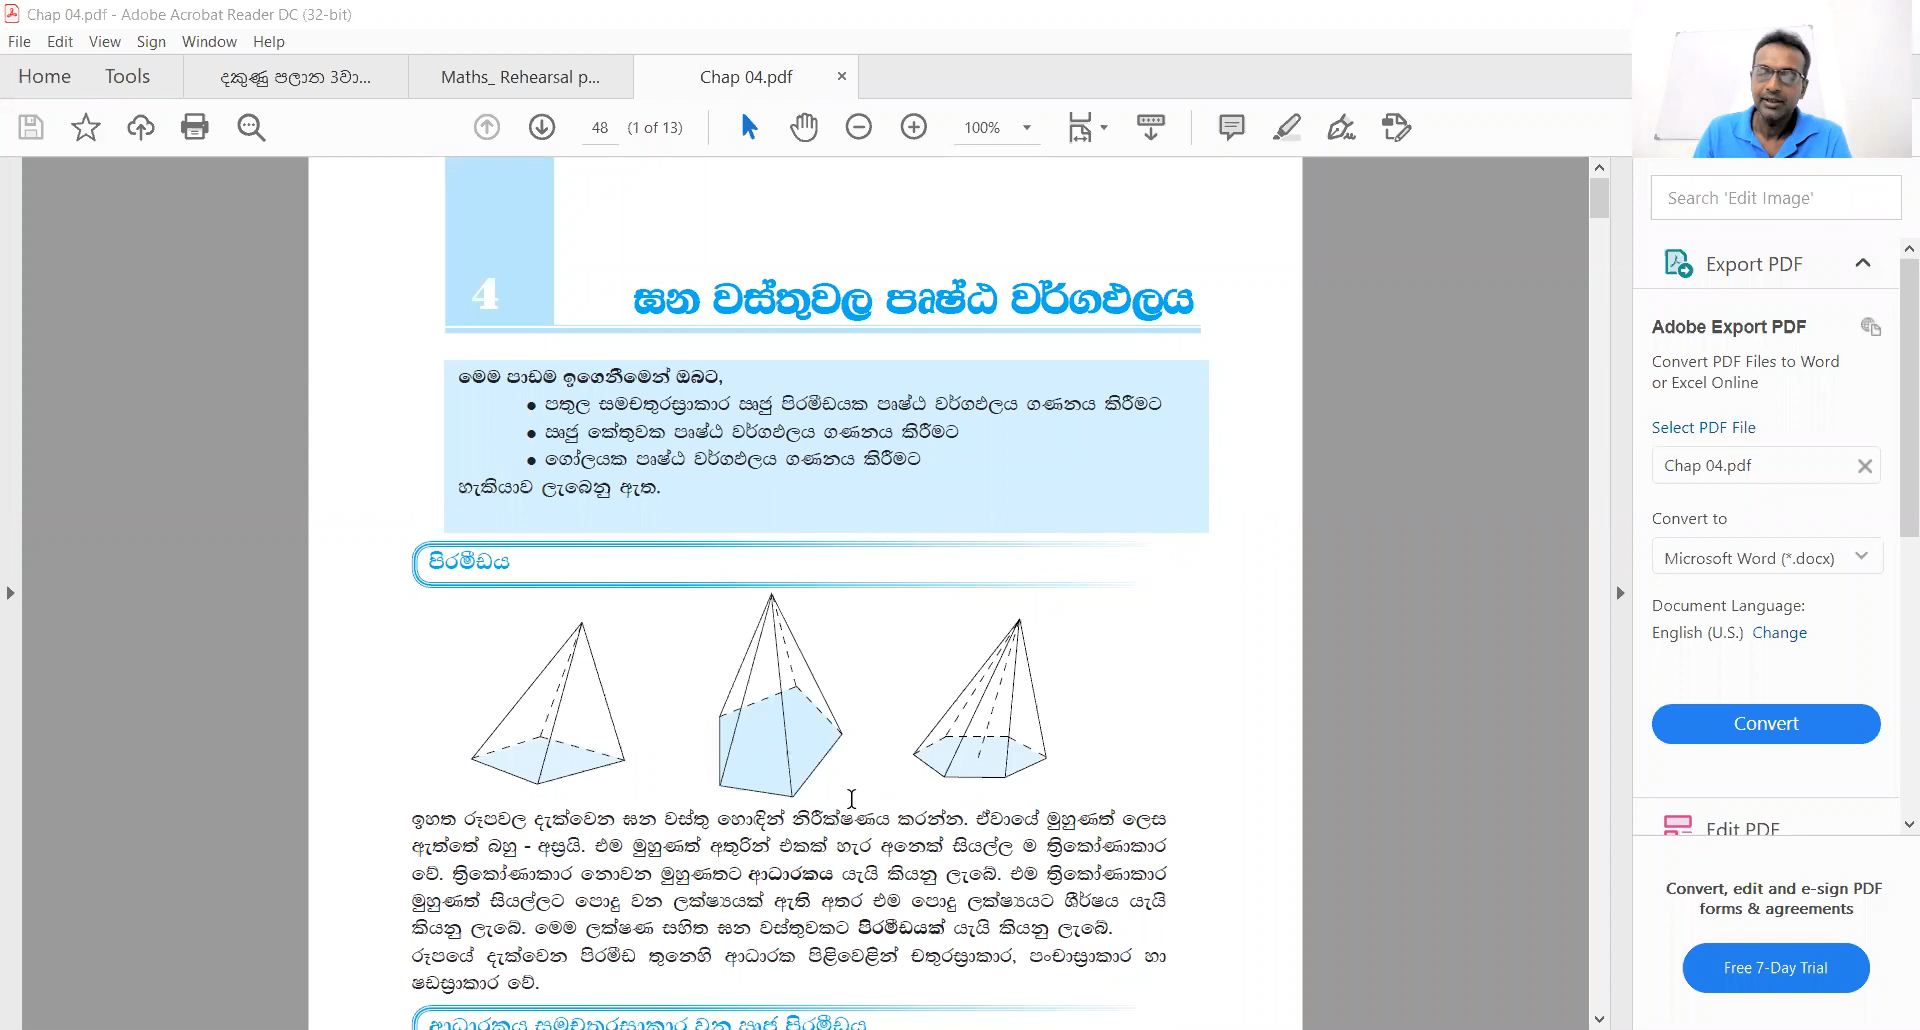 Chap 04.pdf - Adobe Acrobat Reader DC (32-bit)
File Edit View Sign Window Help
Home Tools දකුණු පලාත 3වා... Maths_ Rehearsal p... Chap 04.pdf
48 (1 of 13) 100%
Search 'Edit Image'
Export PDF
Adobe Export PDF
Convert PDF Files to Word
or Excel Online
Select PDF File
Chap 04.pdf
Convert to
Microsoft Word (*.docx)
Document Language:
English (U.S.) Change
Convert
Edit PDF
Convert, edit and e-sign PDF
forms & agreements
Free 7-Day Trial
4
ඝන වස්තුවල පෘෂ්ඨ වර්ගඵලය
මෙම පාඩම ඉගෙනීමෙන් ඔබට,
• පතුල සමචතුරස්‍රාකාර සෘජු පිරමීඩයක පෘෂ්ඨ වර්ගඵලය ගණනය කිරීමට
• සෘජු කේතුවක පෘෂ්ඨ වර්ගඵලය ගණනය කිරීමට
• ගෝලයක පෘෂ්ඨ වර්ගඵලය ගණනය කිරීමට
හැකියාව ලැබෙනු ඇත.
පිරමීඩය
ඉහත රූපවල දැක්වෙන ඝන වස්තු හොඳින් නිරීක්ෂණය කරන්න. ඒවායේ මුහුණත් ලෙස
ඇත්තේ බහු - අස්‍රයි. එම මුහුණත් අතුරින් එකක් හැර අනෙක් සියල්ල ම ත්‍රිකෝණාකාර
වේ. ත්‍රිකෝණාකාර නොවන මුහුණතට ආධාරකය යැයි කියනු ලැබේ. එම ත්‍රිකෝණාකාර
මුහුණත් සියල්ලට පොදු වන ලක්ෂ්‍යයක් ඇති අතර එම පොදු ලක්ෂ්‍යයට ශීර්ෂය යැයි
කියනු ලැබේ. මෙම ලක්ෂණ සහිත ඝන වස්තුවකට පිරමීඩයක් යැයි කියනු ලැබේ.
රූපයේ දැක්වෙන පිරමීඩ තුනෙහි ආධාරක පිළිවෙළින් චතුරස්‍රාකාර, පංචාස්‍රාකාර හා
ෂඩස්‍රාකාර වේ.
ආධාරකය සමචතුරස්‍රාකාර වන සෘජු පිරමීඩය